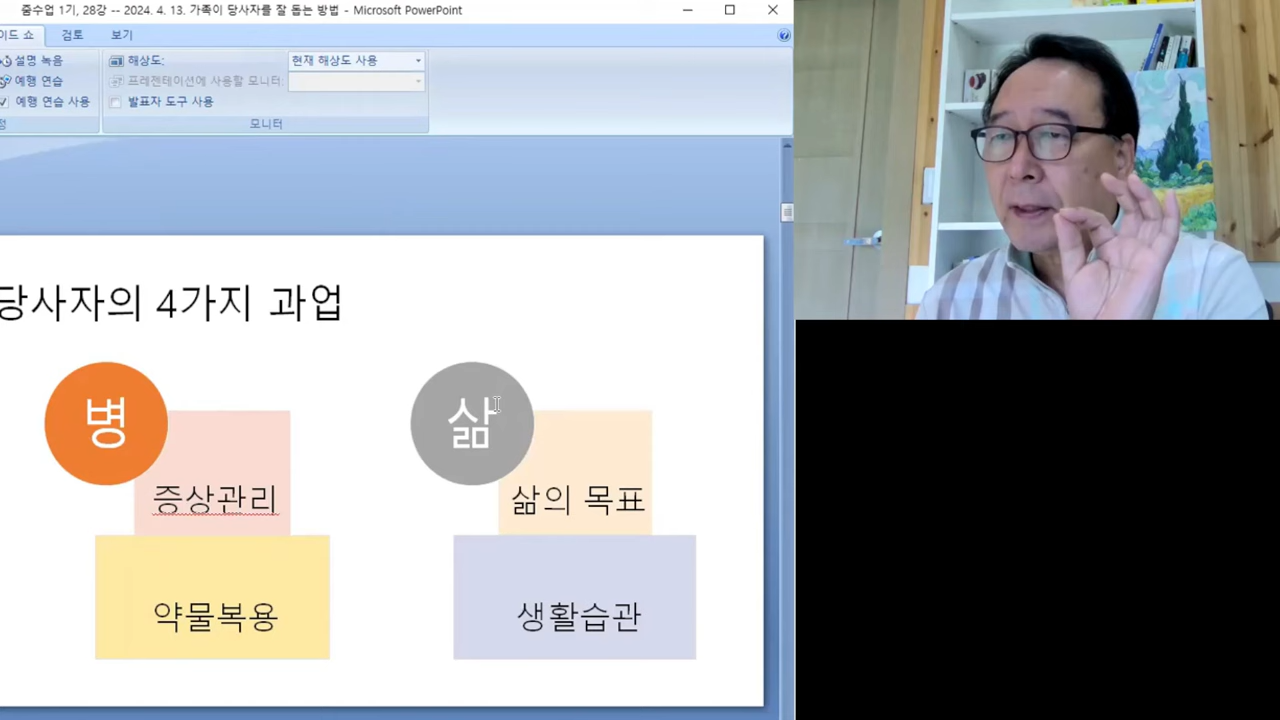 줌수업 1기, 28강 -- 2024. 4. 13. 가족이 당사자를 잘 돕는 방법 - Microsoft PowerPoint
이드 쇼 검토 보기
설명 녹음
예행 연습
예행 연습 사용
정
해상도: 현재 해상도 사용
프레젠테이션에 사용할 모니터:
발표자 도구 사용
모니터
당사자의 4가지 과업
병
증상관리
약물복용
삶
삶의 목표
생활습관